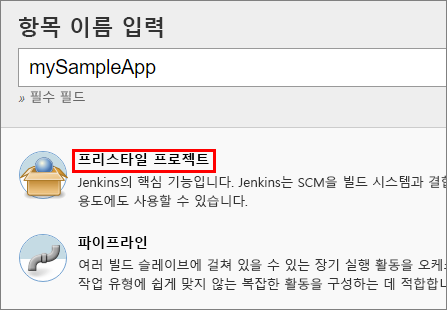 항목 이름 입력
mySampleApp
» 필수 필드
프리스타일 프로젝트
Jenkins의 핵심 기능입니다. Jenkins는 SCM을 빌드 시스템과 결합
용도에도 사용할 수 있습니다.
파이프라인
여러 빌드 슬레이브에 걸쳐 있을 수 있는 장기 실행 활동을 오케
작업 유형에 쉽게 맞지 않는 복잡한 활동을 구성하는 데 적합합니